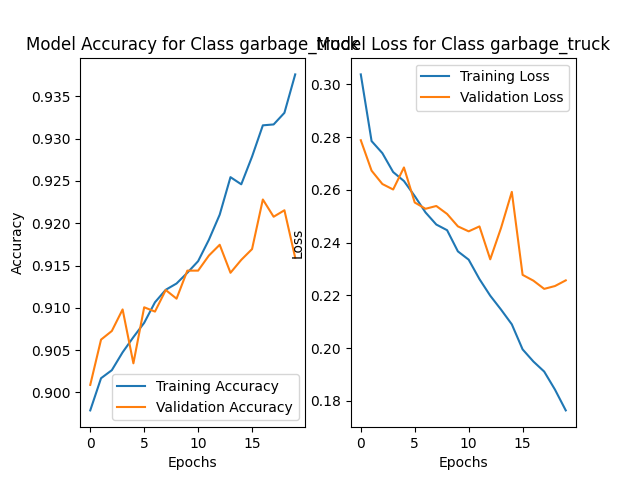 Model Accuracy for Class garbage_truck
Accuracy
0.935
0.930
0.925
0.920
0.915
0.910
0.905
0.900
Training Accuracy
Validation Accuracy
0 5 10 15
Epochs
Model Loss for Class garbage_truck
Loss
0.30
0.28
0.26
0.24
0.22
0.20
0.18
Training Loss
Validation Loss
0 5 10 15
Epochs